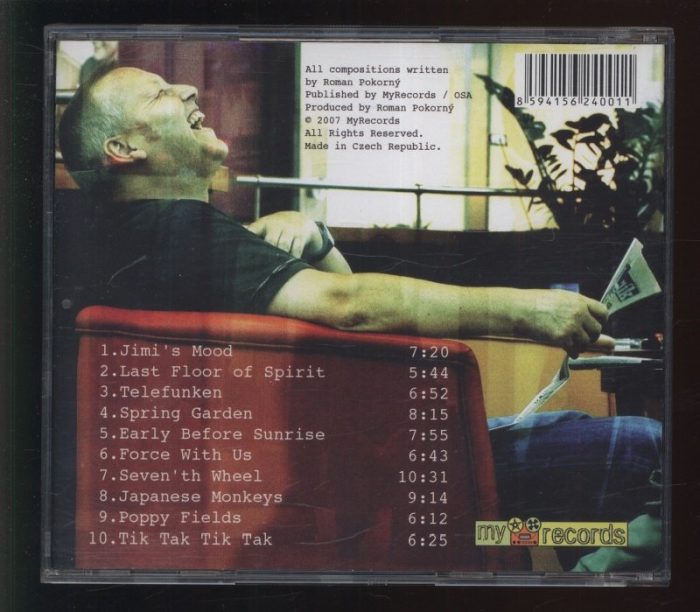 All compositions written
by Roman Pokorný
Published by MyRecords / OSA
Produced by Roman Pokorný
© 2007 MyRecords
All Rights Reserved.
Made in Czech Republic.
8 594156 240011
1.Jimi's Mood 7:20
2.Last Floor of Spirit 5:44
3.Telefunken 6:52
4.Spring Garden 8:15
5.Early Before Sunrise 7:55
6.Force With Us 6:43
7.Seven'th Wheel 10:31
8.Japanese Monkeys 9:14
9.Poppy Fields 6:12
10.Tik Tak Tik Tak 6:25
my records